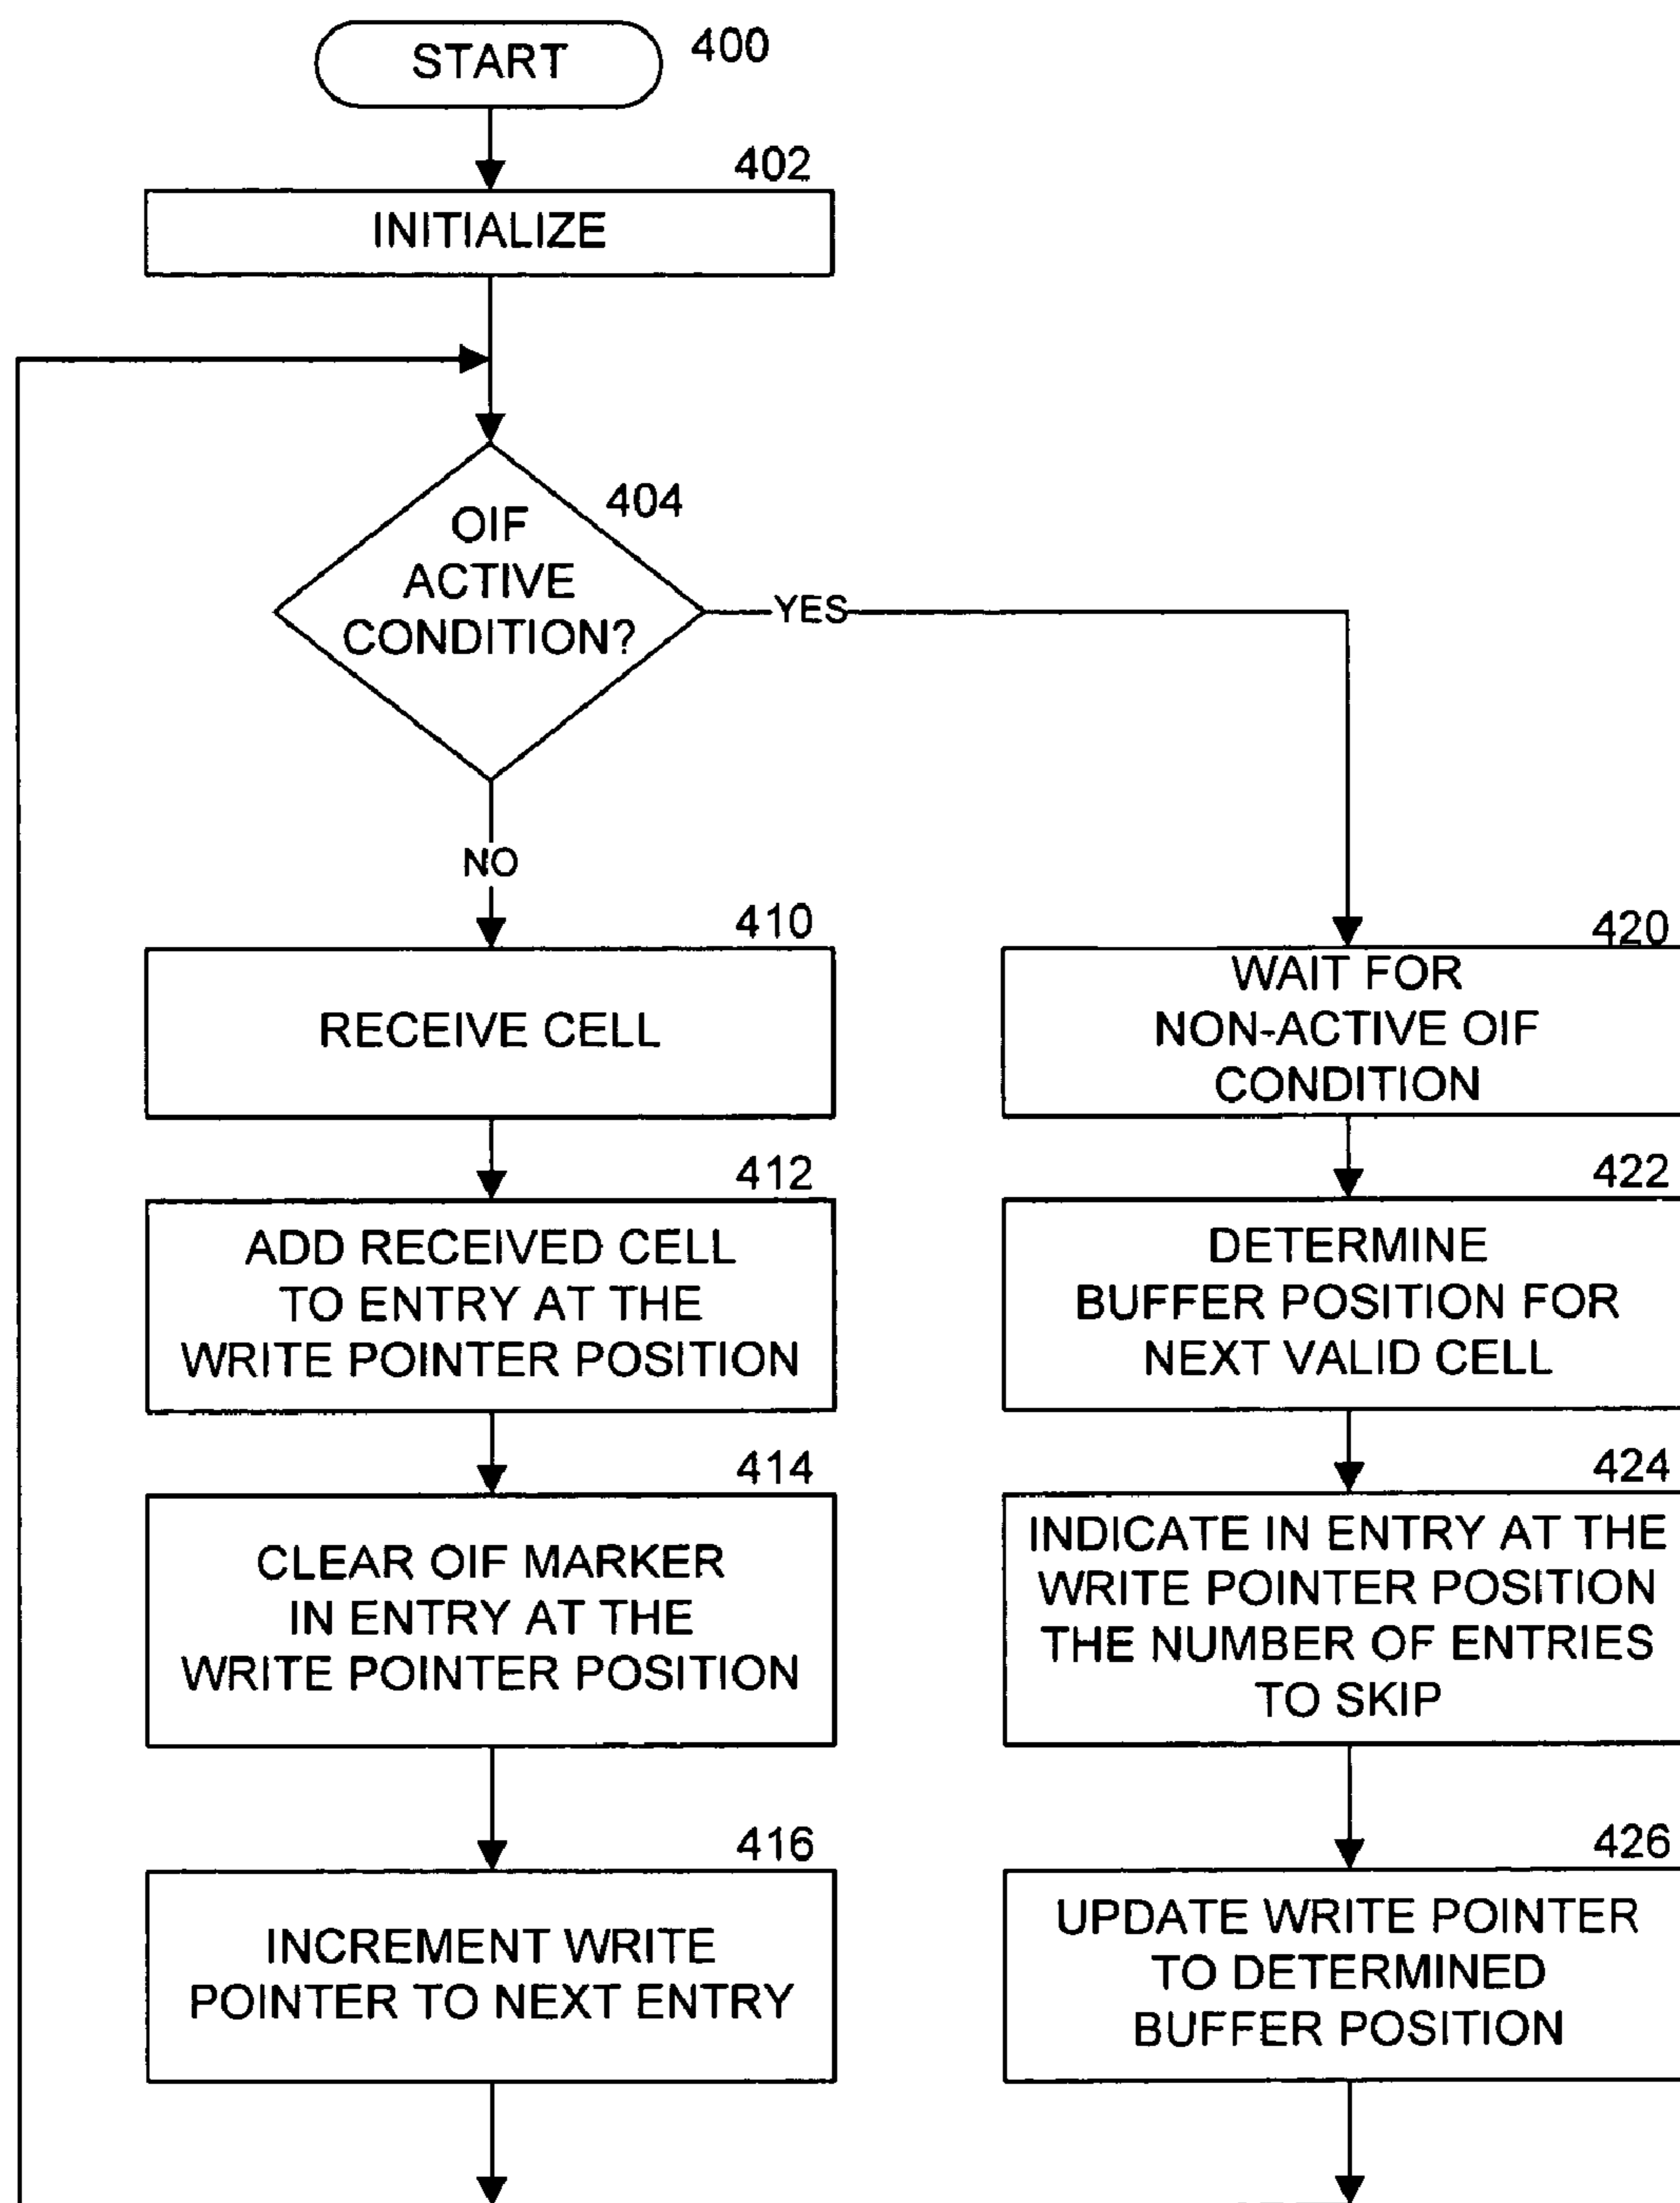 START
400
402
INITIALIZE
404
OIF
ACTIVE
CONDITION?
YES
NO
410
RECEIVE CELL
412
ADD RECEIVED CELL
TO ENTRY AT THE
WRITE POINTER POSITION
414
CLEAR OIF MARKER
IN ENTRY AT THE
WRITE POINTER POSITION
416
INCREMENT WRITE
POINTER TO NEXT ENTRY
420
WAIT FOR
NON-ACTIVE OIF
CONDITION
422
DETERMINE
BUFFER POSITION FOR
NEXT VALID CELL
424
INDICATE IN ENTRY AT THE
WRITE POINTER POSITION
THE NUMBER OF ENTRIES
TO SKIP
426
UPDATE WRITE POINTER
TO DETERMINED
BUFFER POSITION